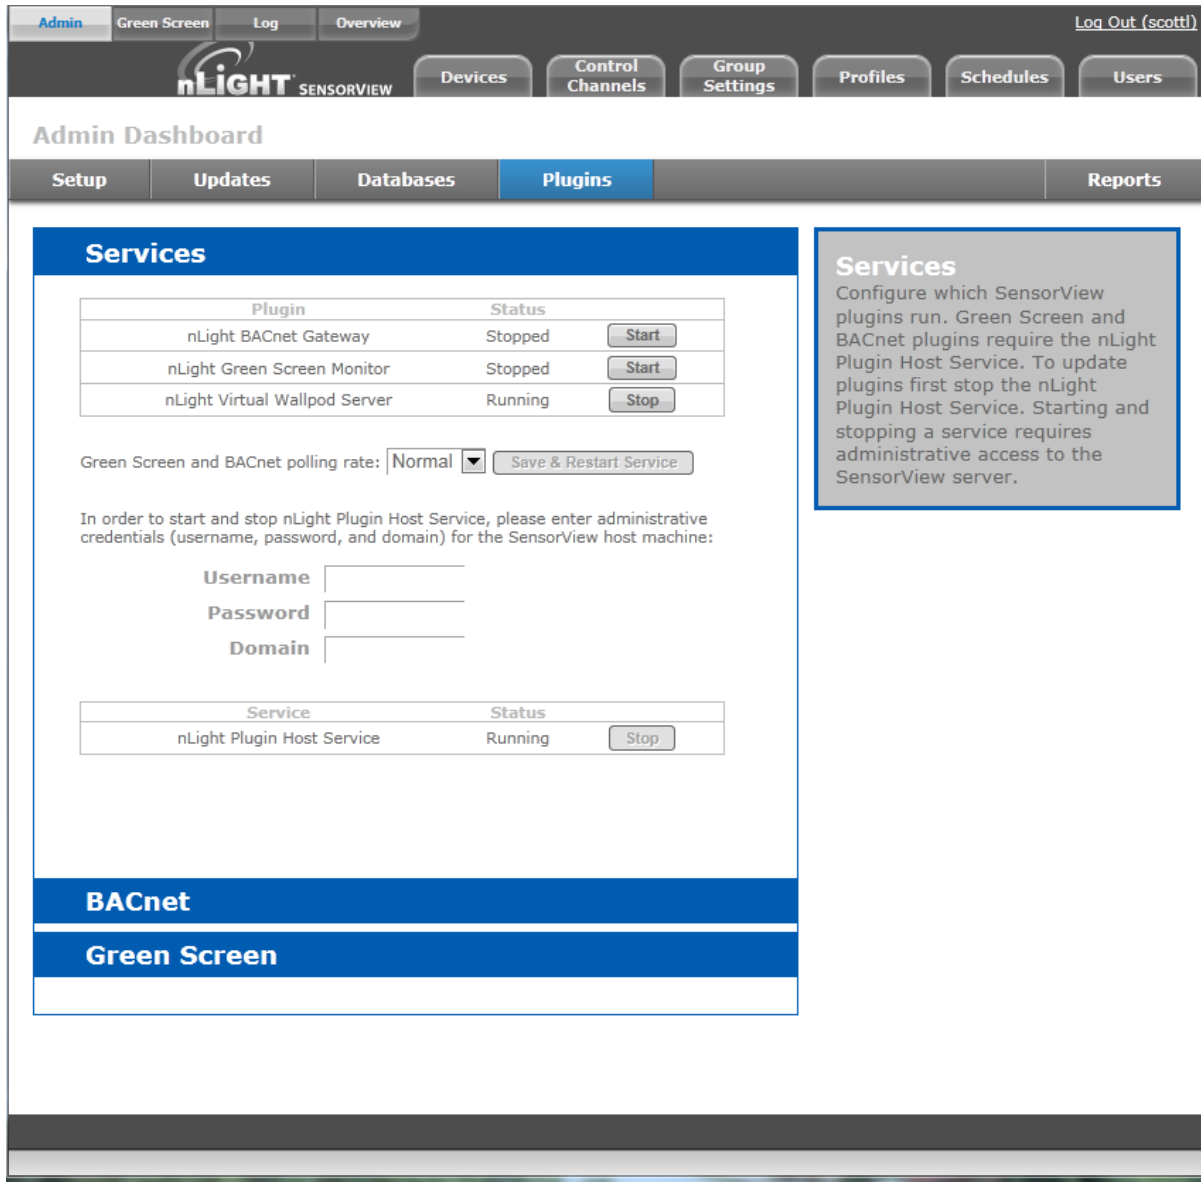 Admin Green Screen Log Overview Log Out (scottl)
nLIGHT SENSORVIEW
Devices
Control
Channels
Group
Settings
Profiles
Schedules
Users
Admin Dashboard
Setup Updates Databases Plugins Reports
Services
Plugin Status
nLight BACnet Gateway Stopped Start
nLight Green Screen Monitor Stopped Start
nLight Virtual Wallpod Server Running Stop
Green Screen and BACnet polling rate: Normal Save & Restart Service
In order to start and stop nLight Plugin Host Service, please enter administrative
credentials (username, password, and domain) for the SensorView host machine:
Username
Password
Domain
Service Status
nLight Plugin Host Service Running Stop
BACnet
Green Screen
Services
Configure which SensorView
plugins run. Green Screen and
BACnet plugins require the nLight
Plugin Host Service. To update
plugins first stop the nLight
Plugin Host Service. Starting and
stopping a service requires
administrative access to the
SensorView server.